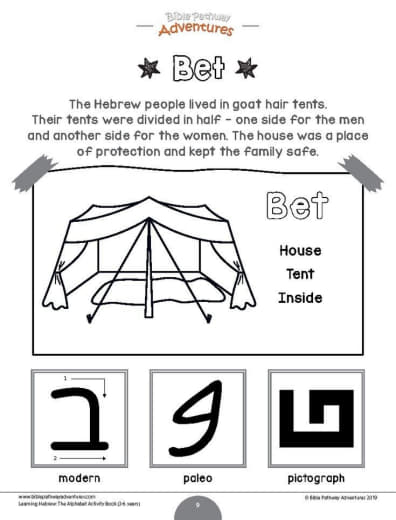 Bible Pathway
Adventures
Bet
The Hebrew people lived in goat hair tents.
Their tents were divided in half - one side for the men
and another side for the women. The house was a place
of protection and kept the family safe.
Bet
House
Tent
Inside
1
ב
2
modern
paleo
pictograph
www.biblepathwayadventures.com
Learning Hebrew: The Alphabet Activity Book (3-6 years)
9
© Bible Pathway Adventures 2019